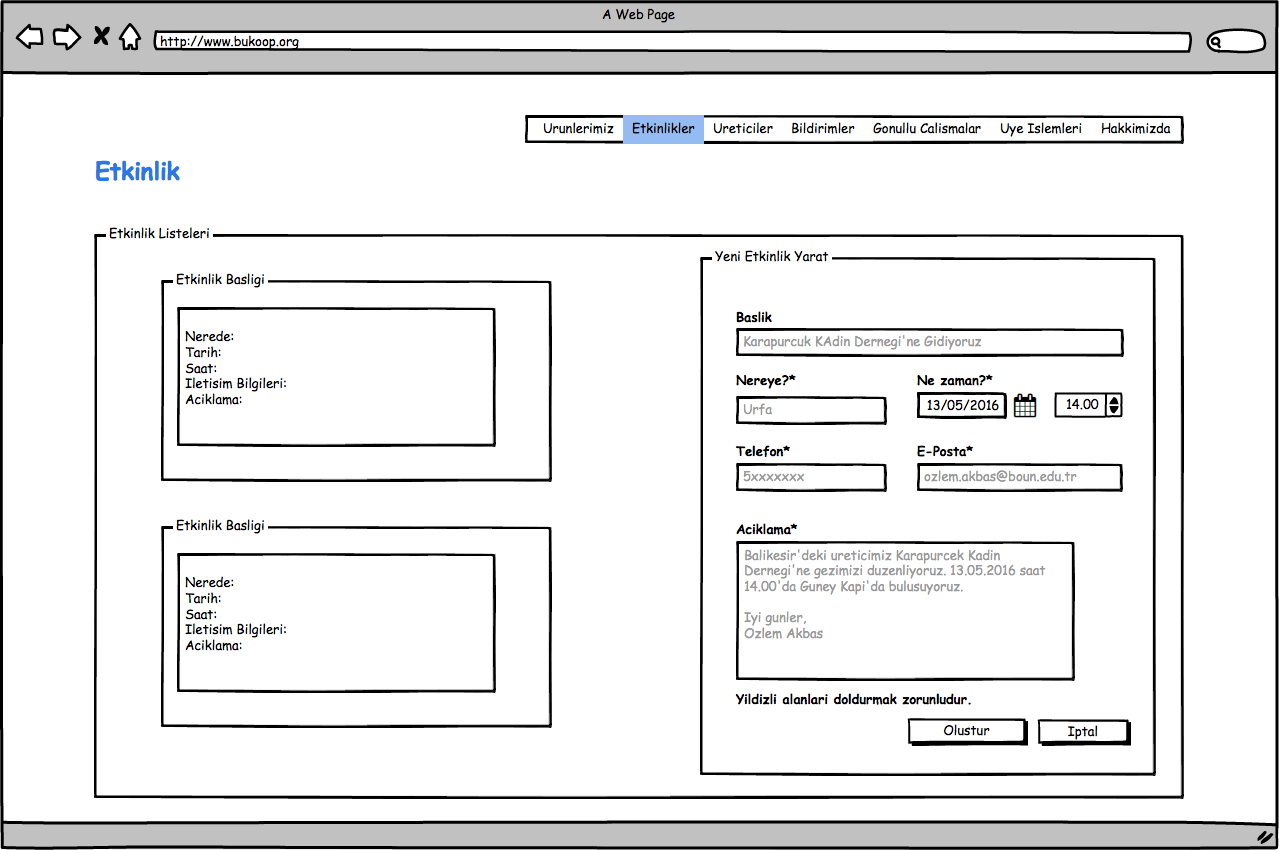 A Web Page
http://www.bukoop.org
Urunlerimiz Etkinlikler Ureticiler Bildirimler Gonullu Calismalar Uye Islemleri Hakkimizda
Etkinlik
Etkinlik Listeleri
Etkinlik Basligi
Nerede:
Tarih:
Saat:
Iletisim Bilgileri:
Aciklama:
Etkinlik Basligi
Nerede:
Tarih:
Saat:
Iletisim Bilgileri:
Aciklama:
Yeni Etkinlik Yarat
Baslik
Karapurcuk KAdin Dernegi'ne Gidiyoruz
Nereye?* Ne zaman?*
Urfa 13/05/2016 14.00
Telefon* E-Posta*
5xxxxxxx ozlem.akbas@boun.edu.tr
Aciklama*
Balikesir'deki ureticimiz Karapurcek Kadin
Dernegi'ne gezimizi duzenliyoruz. 13.05.2016 saat
14.00'da Guney Kapi'da bulusuyoruz.
Iyi gunler,
Ozlem Akbas
Yildizli alanlari doldurmak zorunludur.
Olustur Iptal